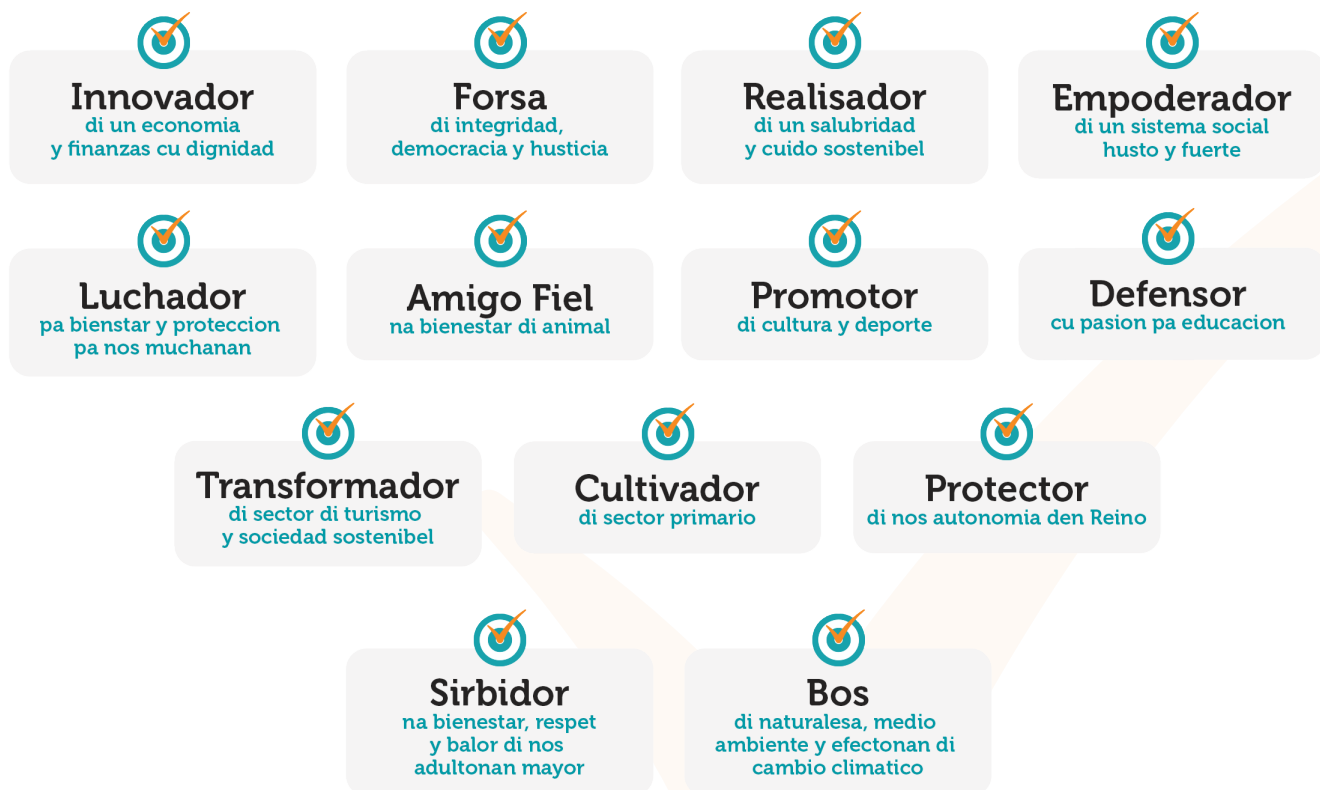 Innovador
di un economia
y finanzas cu dignidad
Forsa
di integridad,
democracia y husticia
Realisador
di un salubridad
y cuido sostenibel
Empoderador
di un sistema social
husto y fuerte
Luchador
pa bienstar y proteccion
pa nos muchanan
Amigo Fiel
na bienestar di animal
Promotor
di cultura y deporte
Defensor
cu pasion pa educacion
Transformador
di sector di turismo
y sociedad sostenibel
Cultivador
di sector primario
Protector
di nos autonomia den Reino
Sirbidor
na bienestar, respet
y balor di nos
adultonan mayor
Bos
di naturalesa, medio
ambiente y efectonan di
cambio climatico